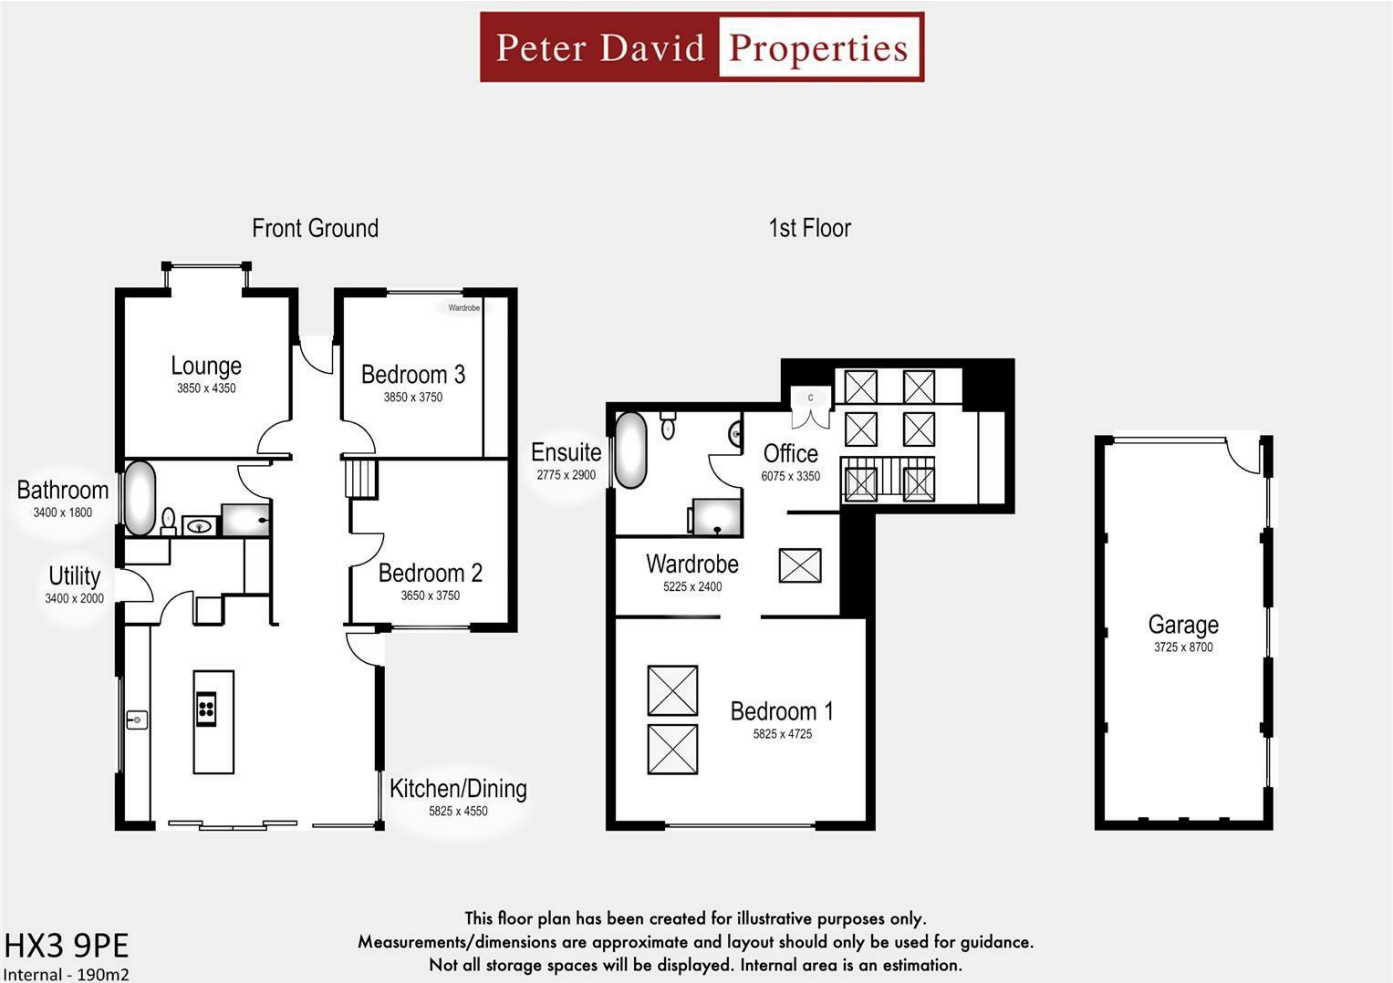 Peter David Properties
Front Ground
1st Floor
Wardrobe
Lounge
3850 x 4350
Bedroom 3
3850 x 3750
Bathroom
3400 x 1800
Utility
3400 x 2000
Bedroom 2
3650 x 3750
Kitchen/Dining
5825 x 4550
C
Ensuite
2775 x 2900
Office
6075 x 3350
Wardrobe
5225 x 2400
Bedroom 1
5825 x 4725
Garage
3725 x 8700
This floor plan has been created for illustrative purposes only.
Measurements/dimensions are approximate and layout should only be used for guidance.
Not all storage spaces will be displayed. Internal area is an estimation.
HX3 9PE
Internal - 190m2